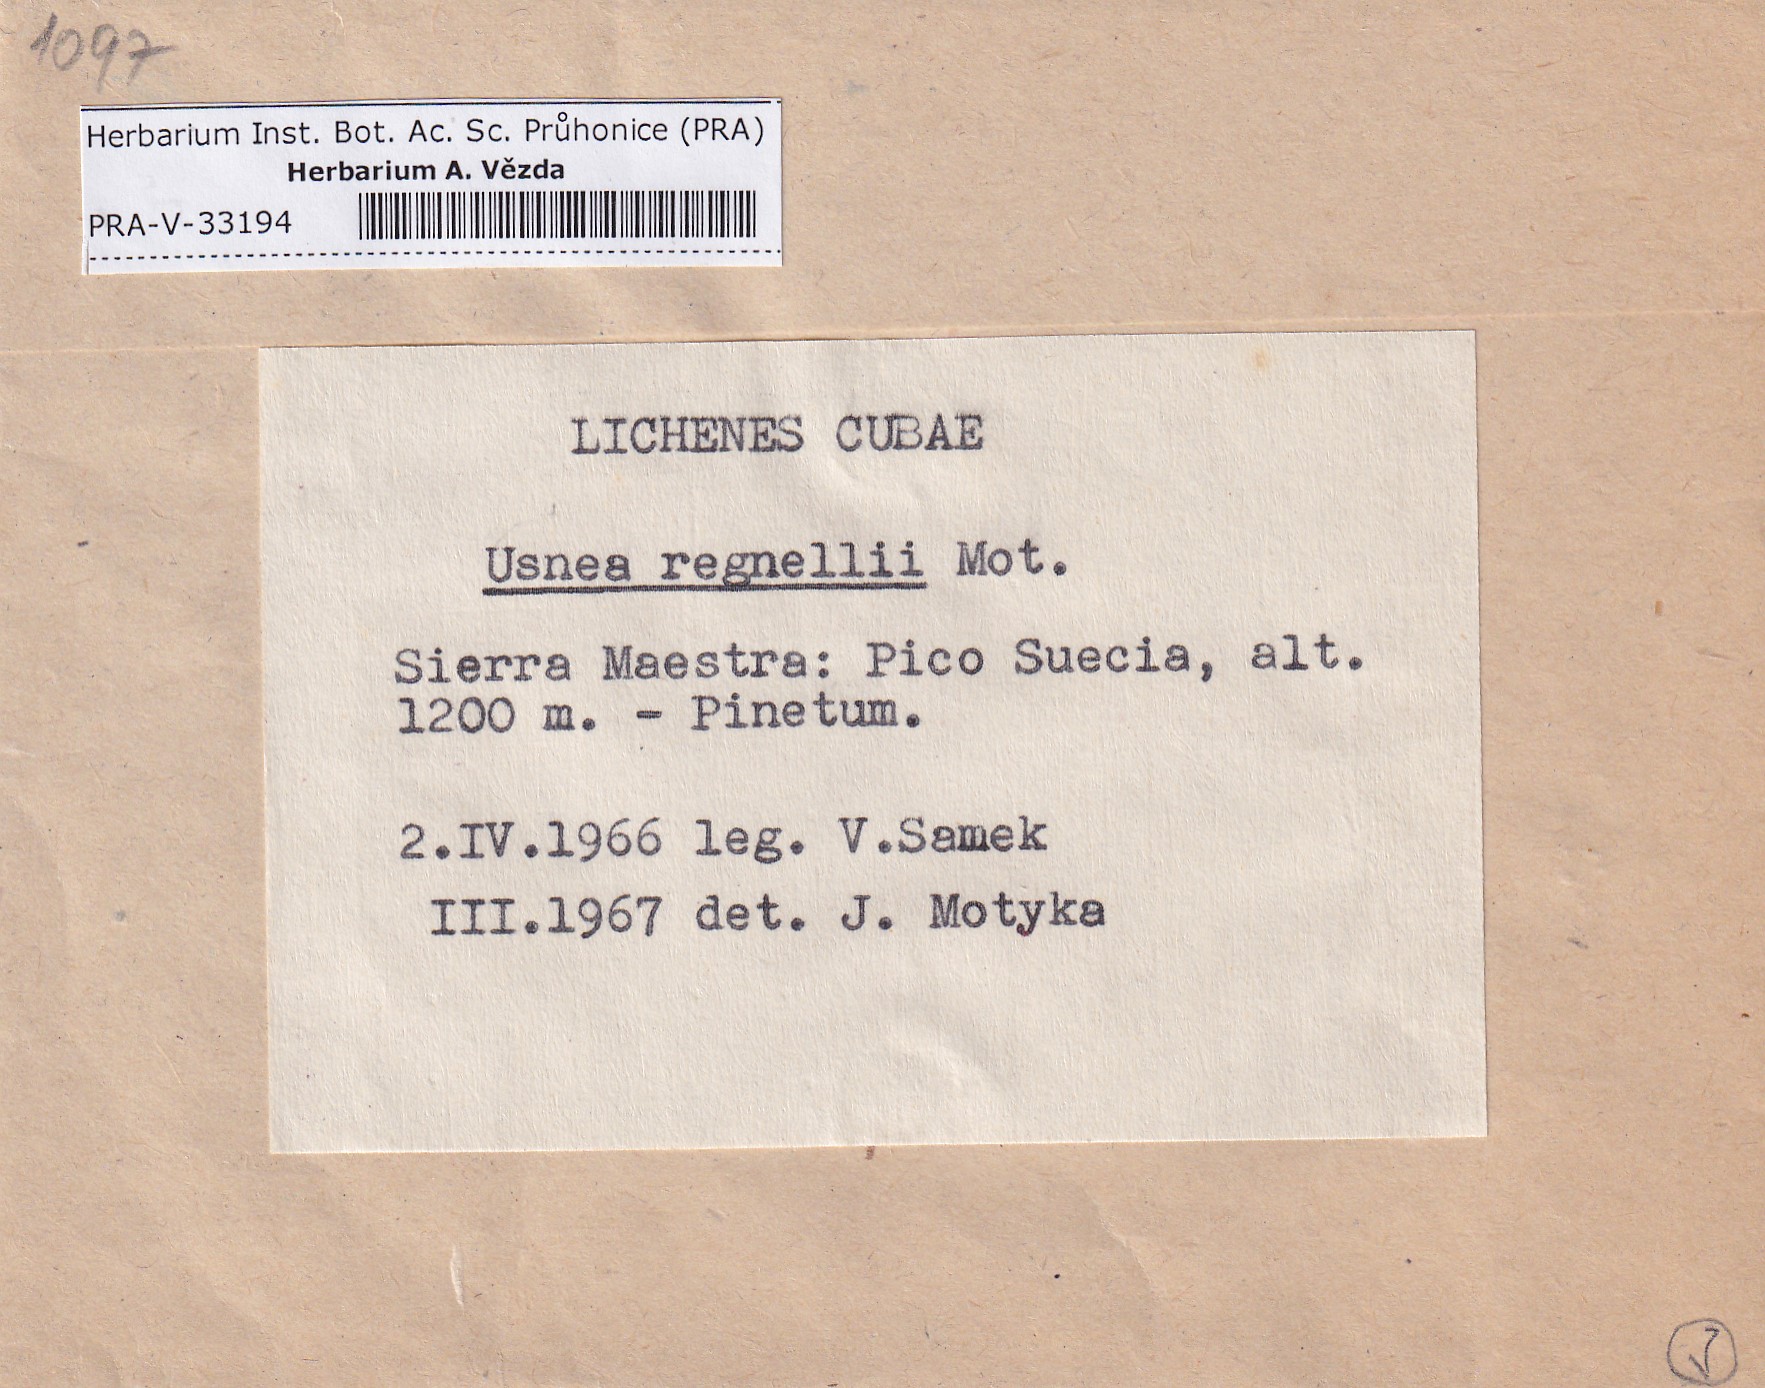 1097
Herbarium Inst. Bot. Ac. Sc. Průhonice (PRA)
Herbarium A. Vězda
PRA-V-33194
LICHENES CUBAE
Usnea regnellii Mot.
Sierra Maestra: Pico Suecia, alt.
1200 m. - Pinetum.
2.IV.1966 leg. V.Samek
III.1967 det. J. Motyka